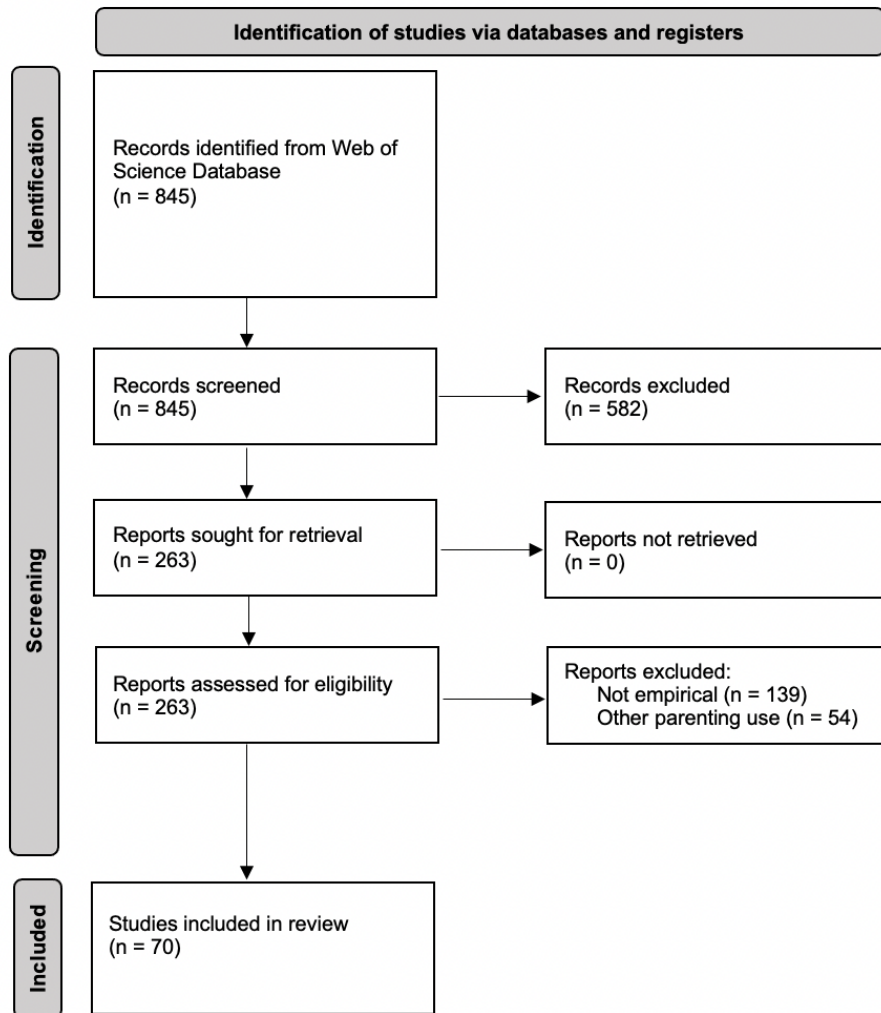 Identification of studies via databases and registers
Identification
Records identified from Web of
Science Database
(n = 845)
Screening
Records screened
(n = 845)
Records excluded
(n = 582)
Reports sought for retrieval
(n = 263)
Reports not retrieved
(n = 0)
Reports assessed for eligibility
(n = 263)
Reports excluded:
Not empirical (n = 139)
Other parenting use (n = 54)
Included
Studies included in review
(n = 70)